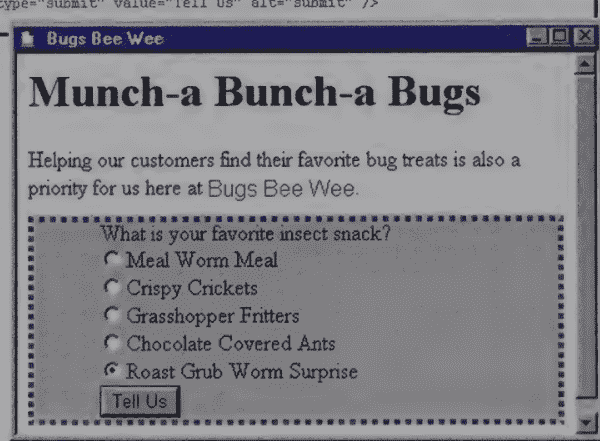 type="submit" value="Tell Us" alt="submit" />
Bugs Bee Wee
Munch-a Bunch-a Bugs
Helping our customers find their favorite bug treats is also a
priority for us here at Bugs Bee Wee.
What is your favorite insect snack?
Meal Worm Meal
Crispy Crickets
Grasshopper Fritters
Chocolate Covered Ants
Roast Grub Worm Surprise
Tell Us